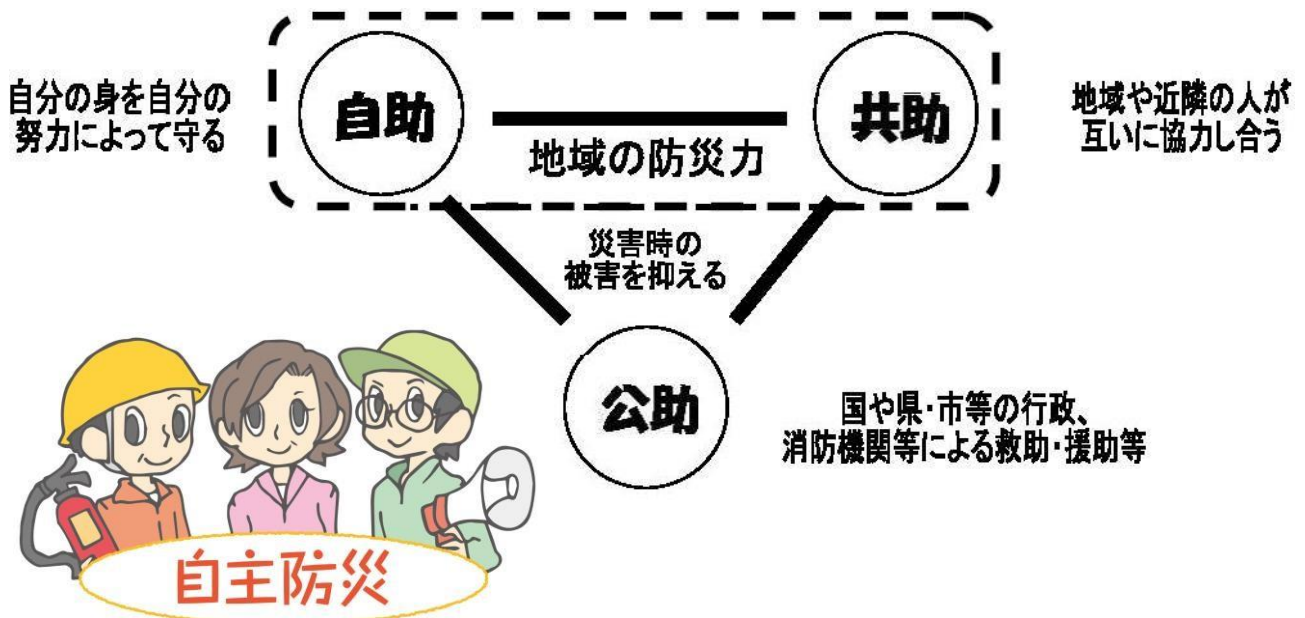 自分の身を自分の
努力によって守る
自助
地域の防災力
共助
地域や近隣の人が
互いに協力し合う
災害時の
被害を抑える
公助
国や県・市等の行政、
消防機関等による救助・援助等
自主防災